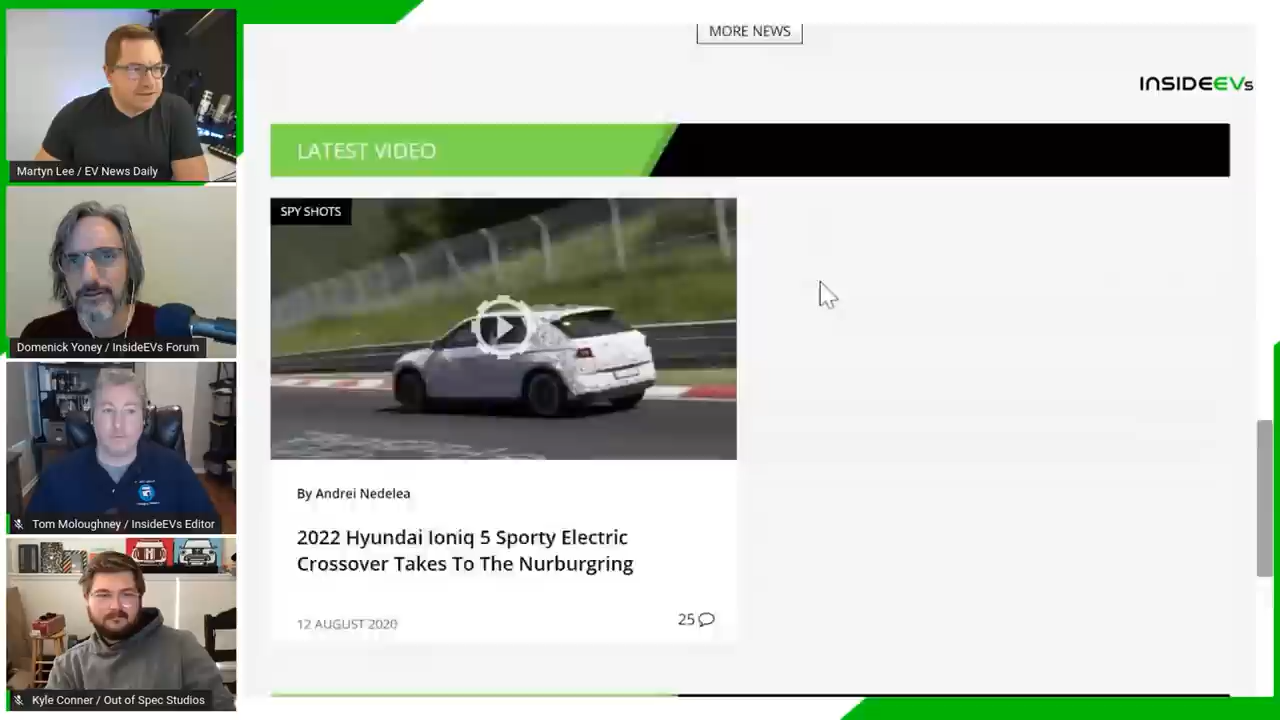 MORE NEWS
INSIDEEVs
LATEST VIDEO
SPY SHOTS
By Andrei Nedelea
2022 Hyundai Ioniq 5 Sporty Electric
Crossover Takes To The Nurburgring
12 AUGUST 2020
25
Martyn Lee / EV News Daily
Domenick Yoney / InsideEVs Forum
Tom Moloughney / InsideEVs Editor
Kyle Conner / Out of Spec Studios